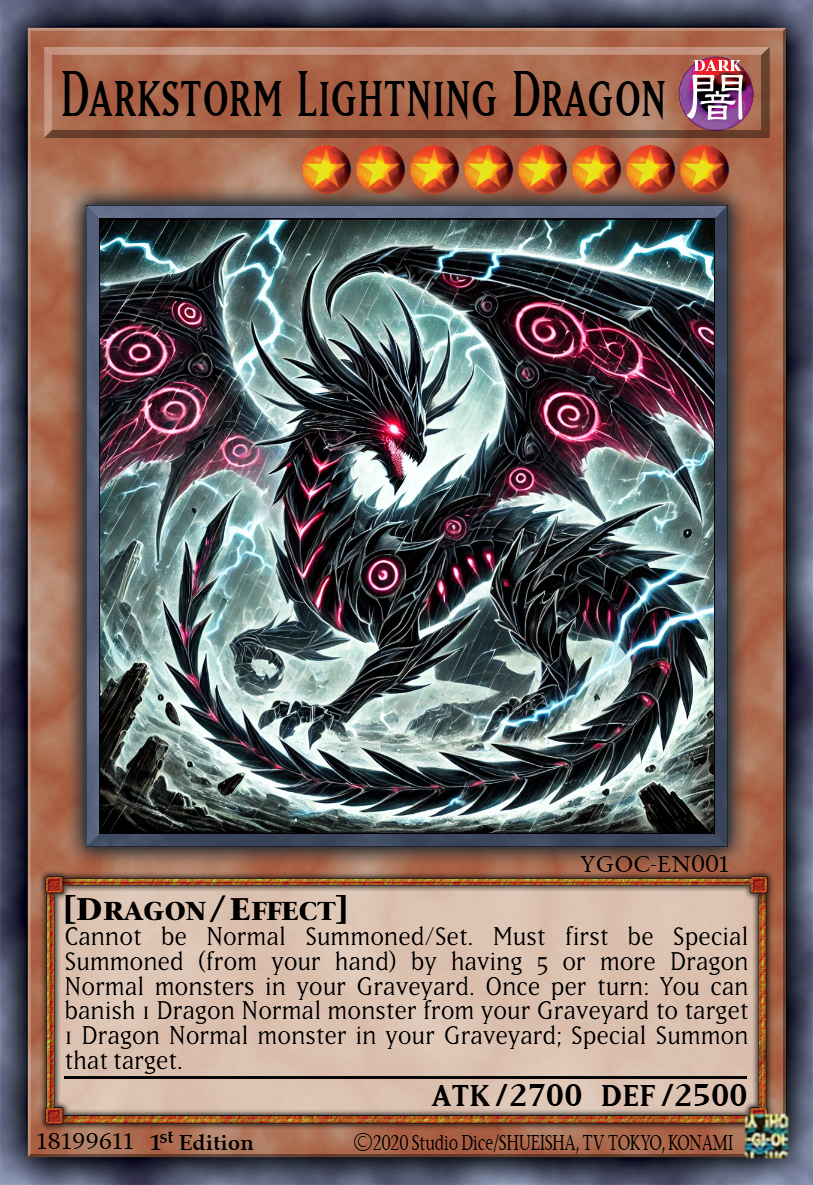 Darkstorm Lightning Dragon
DARK
闇
YGOC-EN001
[Dragon/Effect]
Cannot be Normal Summoned/Set. Must first be Special
Summoned (from your hand) by having 5 or more Dragon
Normal monsters in your Graveyard. Once per turn: You can
banish 1 Dragon Normal monster from your Graveyard to target
1 Dragon Normal monster in your Graveyard; Special Summon
that target.
ATK/2700 DEF/2500
18199611 1st Edition ©2020 Studio Dice/SHUEISHA, TV TOKYO, KONAMI